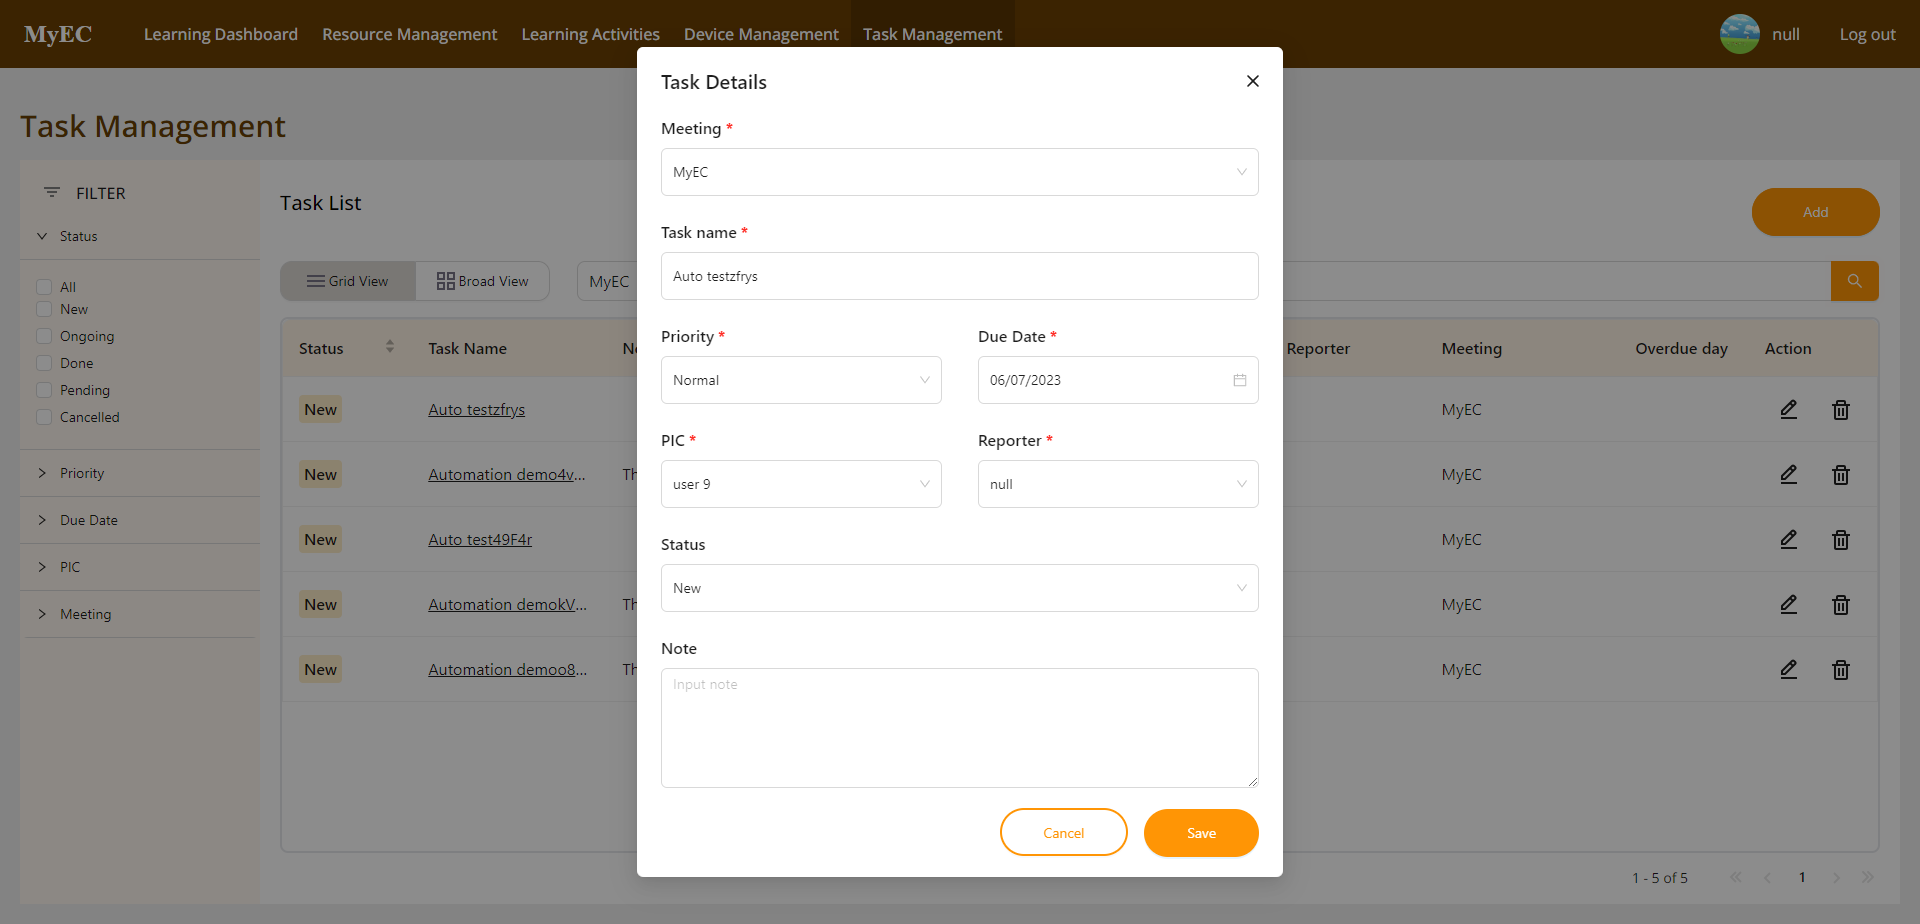 MyEC
Learning Dashboard
Resource Management
Learning Activities
Device Management
Task Management
null
Log out
Task Management
FILTER
Status
All
New
Ongoing
Done
Pending
Cancelled
Priority
Due Date
PIC
Meeting
Task List
Add
Grid View
Broad View
MyEC
Status
Task Name
Reporter
Meeting
Overdue day
Action
New
Auto testzfrys
MyEC
New
Automation demo4v...
Th
MyEC
New
Auto test49F4r
MyEC
New
Automation demokV...
Th
MyEC
New
Automation demoo8...
Th
MyEC
1 - 5 of 5
1
Task Details
Meeting *
MyEC
Task name *
Auto testzfrys
Priority *
Normal
Due Date *
06/07/2023
PIC *
user 9
Reporter *
null
Status
New
Note
Input note
Cancel
Save